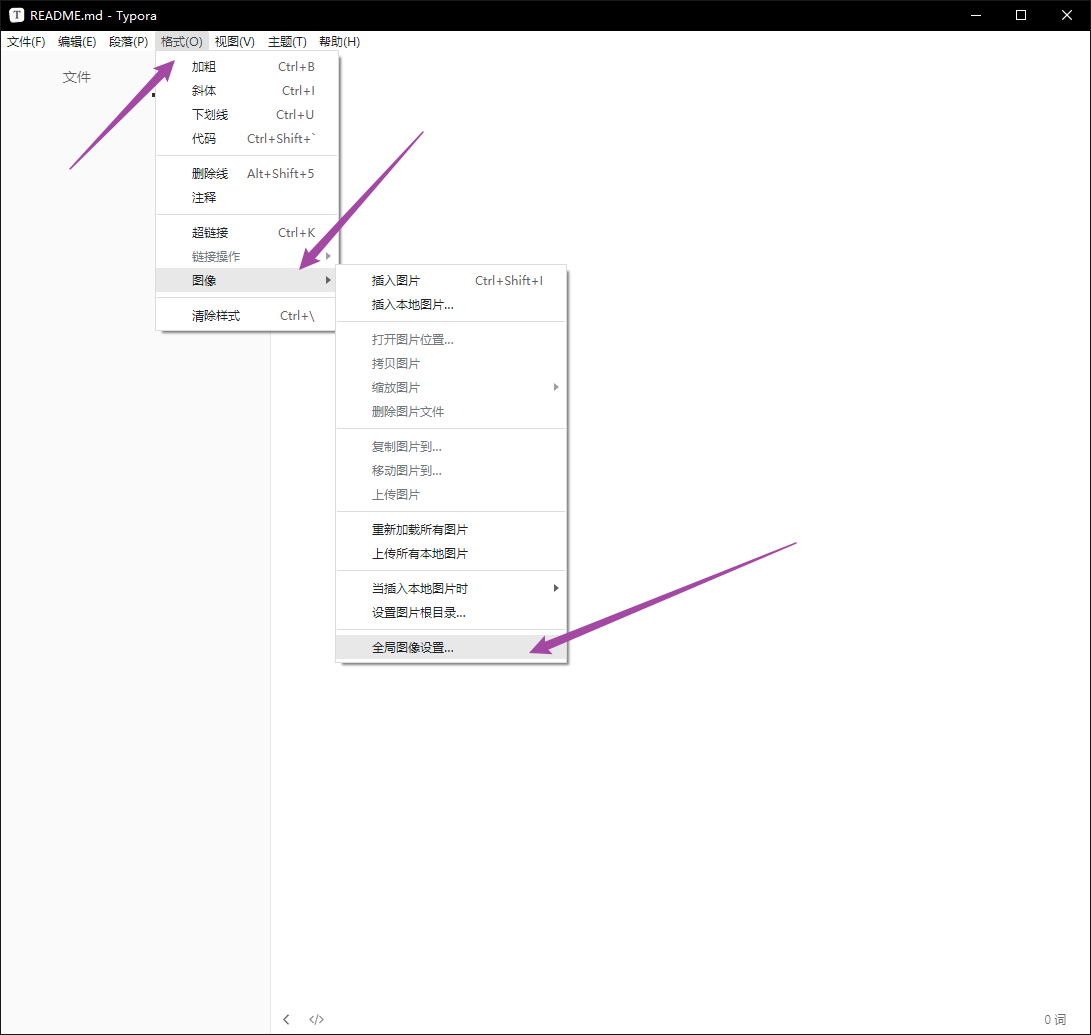 T README.md - Typora
文件(F) 编辑(E) 段落(P) 格式(O) 视图(V) 主题(T) 帮助(H)
文件
加粗 Ctrl+B
斜体 Ctrl+I
下划线 Ctrl+U
代码 Ctrl+Shift+`
删除线 Alt+Shift+5
注释
超链接 Ctrl+K
链接操作
图像
清除样式 Ctrl+\
插入图片 Ctrl+Shift+I
插入本地图片...
打开图片位置...
拷贝图片
缩放图片
删除图片文件
复制图片到...
移动图片到...
上传图片
重新加载所有图片
上传所有本地图片
当插入本地图片时
设置图片根目录...
全局图像设置...
</> 0 词